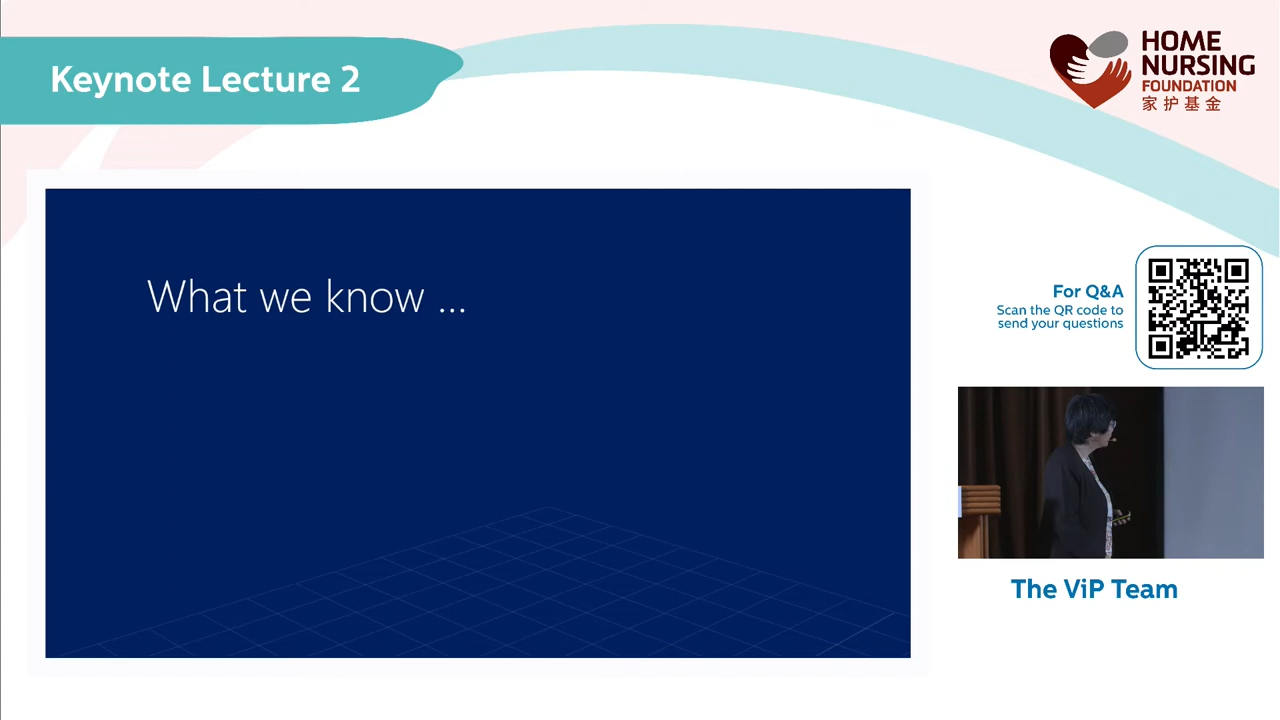 Keynote Lecture 2
HOME
NURSING
FOUNDATION
家护基金
What we know ...
For Q&A
Scan the QR code to
send your questions
The ViP Team